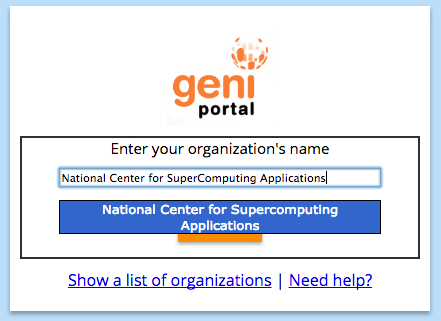 geni
portal
Enter your organization's name
National Center for SuperComputing Applications
National Center for Supercomputing
Applications
Show a list of organizations | Need help?